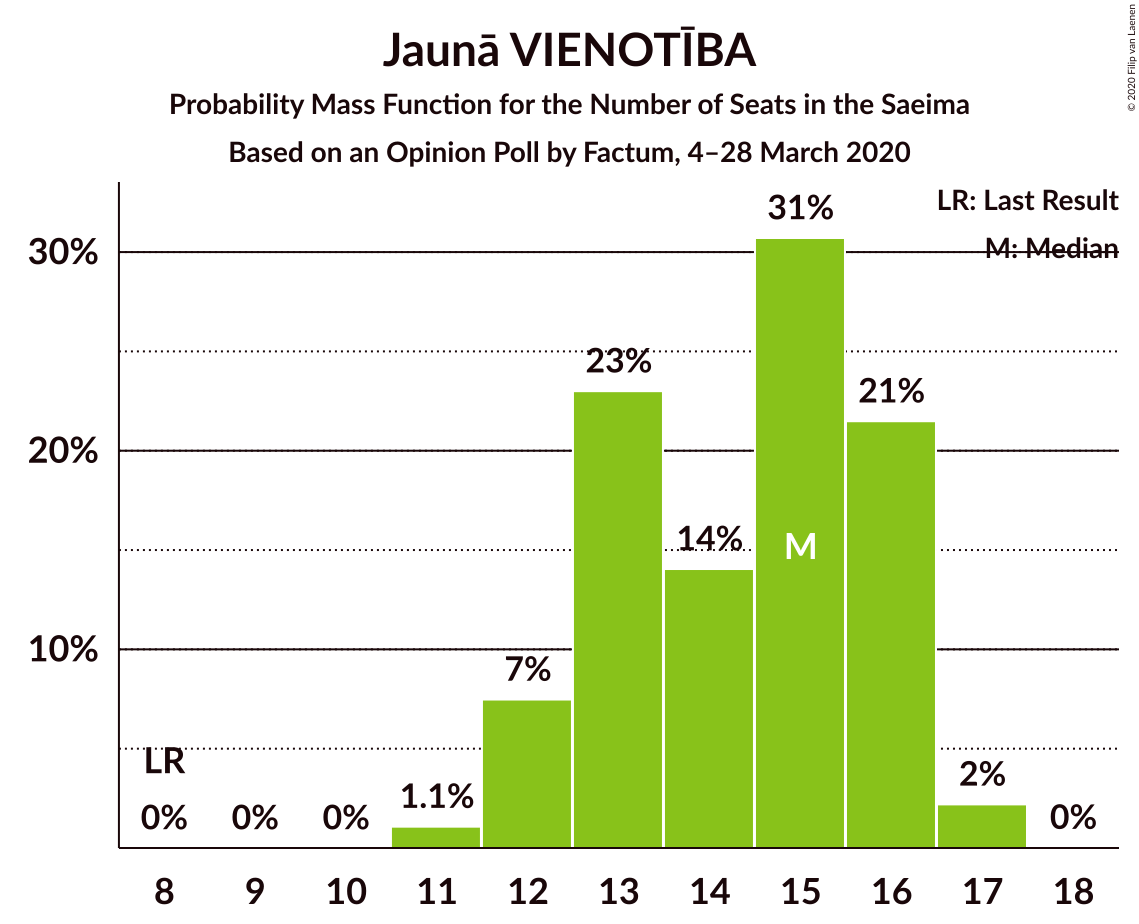 Jaunā VIENOTĪBA
Probability Mass Function for the Number of Seats in the Saeima
Based on an Opinion Poll by Factum, 4–28 March 2020
© 2020 Filip van Laenen
LR: Last Result
M: Median
30%
20%
10%
LR
0%
0%
0%
1.1%
7%
23%
14%
31%
M
21%
2%
0%
8 9 10 11 12 13 14 15 16 17 18